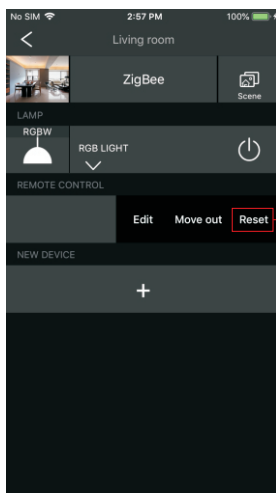 No SIM 2:57 PM 100%
Living room
ZigBee
Scene
LAMP
RGBW
RGB LIGHT
REMOTE CONTROL
Edit Move out Reset
NEW DEVICE
+